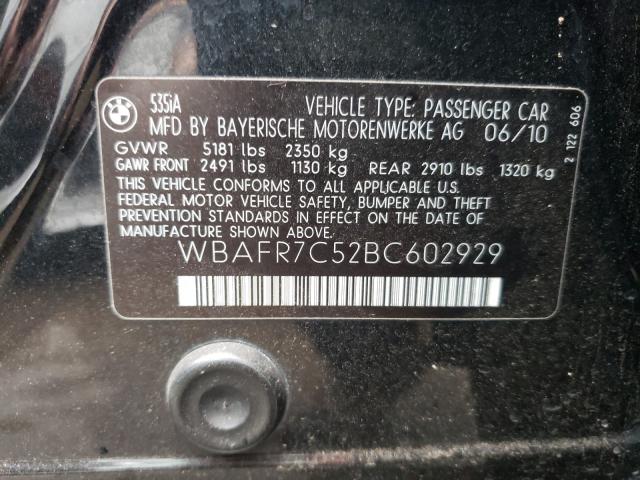 BMW
535iA VEHICLE TYPE: PASSENGER CAR
MFD BY BAYERISCHE MOTORENWERKE AG 06/10
GVWR 5181 lbs 2350 kg
GAWR FRONT 2491 lbs 1130 kg REAR 2910 lbs 1320 kg
THIS VEHICLE CONFORMS TO ALL APPLICABLE U.S.
FEDERAL MOTOR VEHICLE SAFETY, BUMPER AND THEFT
PREVENTION STANDARDS IN EFFECT ON THE DATE OF
MANUFACTURE SHOWN ABOVE.
WBAFR7C52BC602929
2 122 606